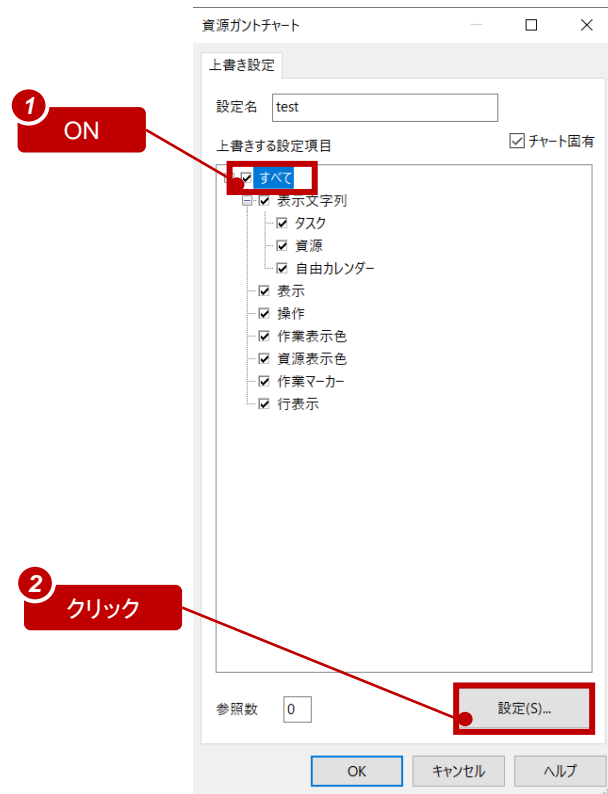 資源ガントチャート
上書き設定
設定名 test
1
ON
上書きする設定項目
チャート固有
すべて
表示文字列
タスク
資源
自由カレンダー
表示
操作
作業表示色
資源表示色
作業マーカー
行表示
2
クリック
参照数 0
設定(S)...
OK
キャンセル
ヘルプ